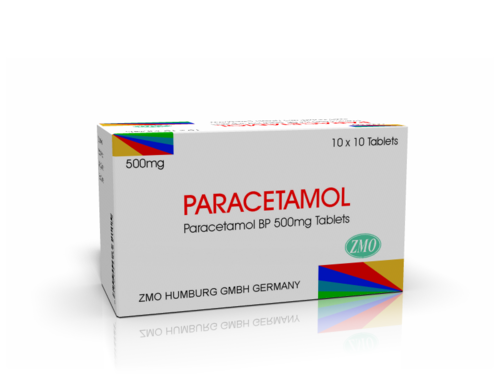 10 x 10 Tablets
500mg
PARACETAMOL
Paracetamol BP 500mg Tablets
ZMO
ZMO HUMBURG GMBH GERMANY